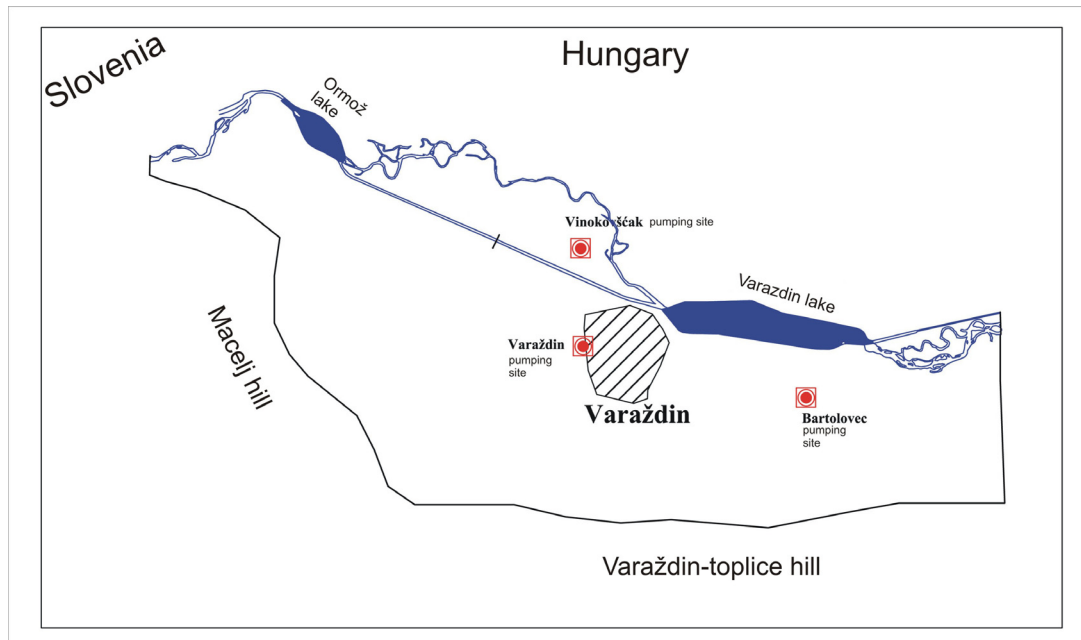 Slovenia
Hungary
Ormož
lake
Vinokovšćak pumping site
Varazdin lake
Macelj hill
Varaždin
pumping
site
Varaždin
Bartolovec
pumping
site
Varaždin-toplice hill